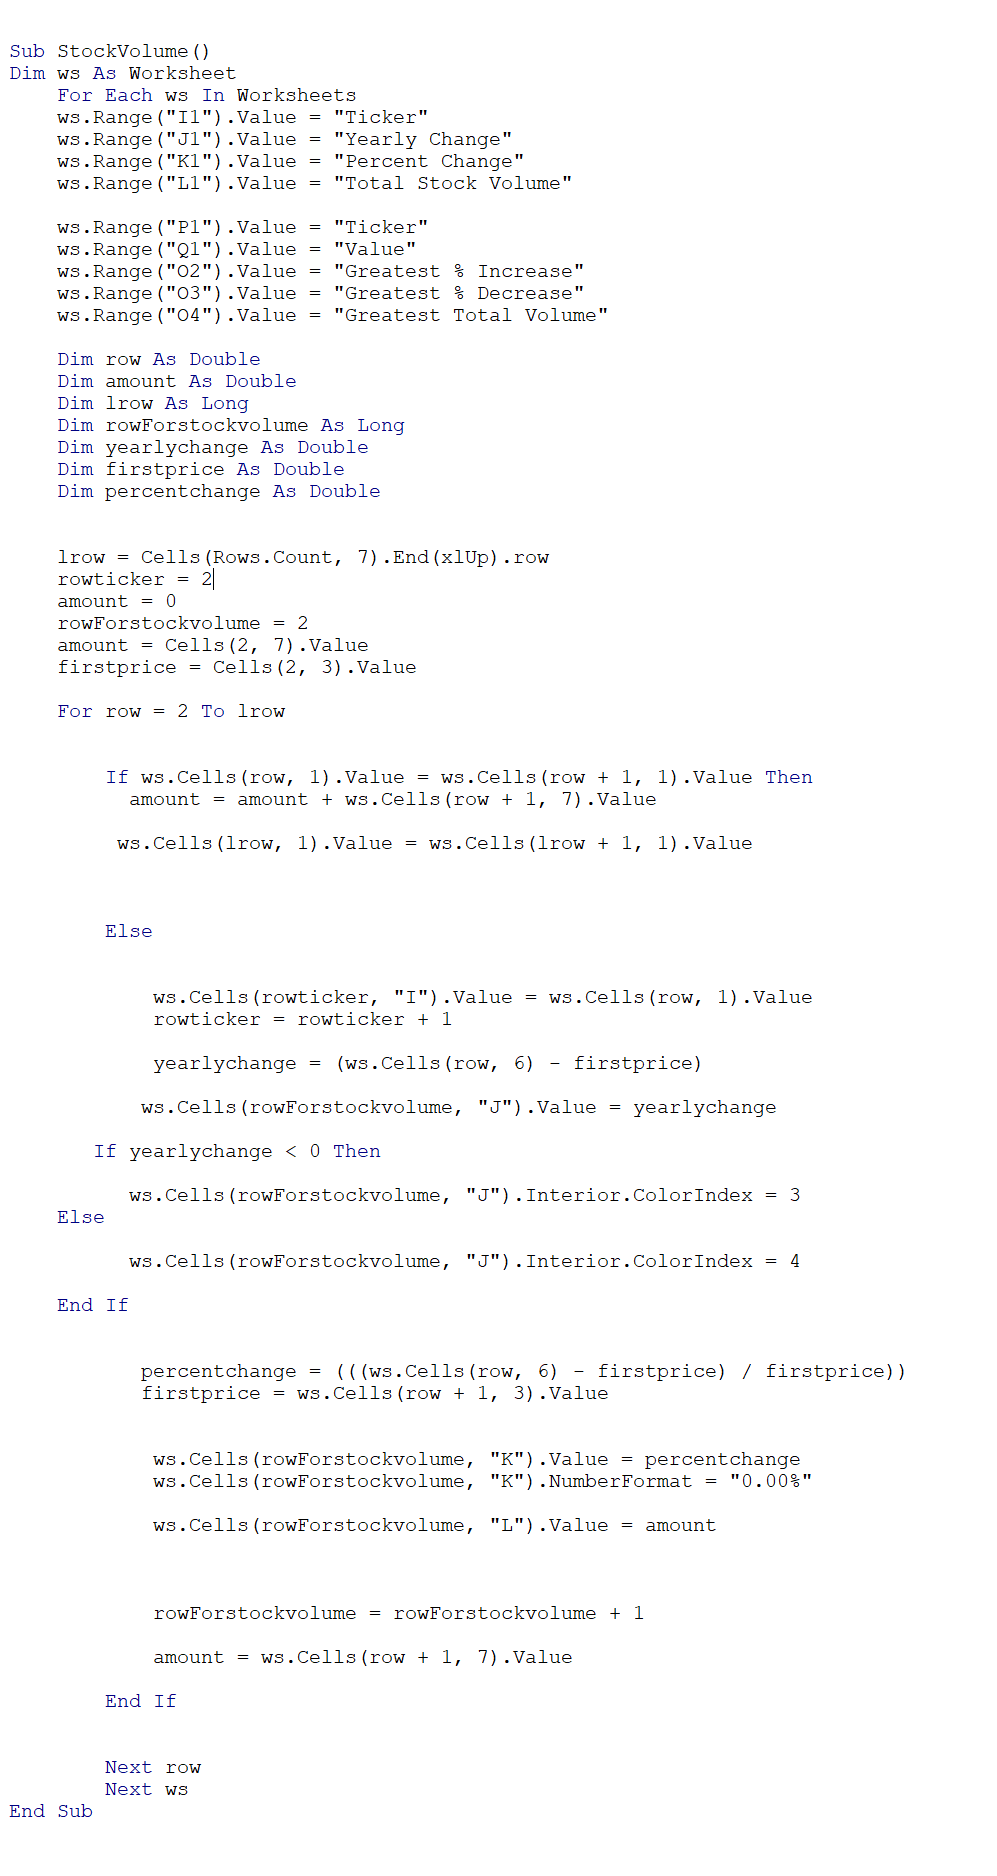 Sub StockVolume()
Dim ws As Worksheet
    For Each ws In Worksheets
    ws.Range("I1").Value = "Ticker"
    ws.Range("J1").Value = "Yearly Change"
    ws.Range("K1").Value = "Percent Change"
    ws.Range("L1").Value = "Total Stock Volume"

    ws.Range("P1").Value = "Ticker"
    ws.Range("Q1").Value = "Value"
    ws.Range("O2").Value = "Greatest % Increase"
    ws.Range("O3").Value = "Greatest % Decrease"
    ws.Range("O4").Value = "Greatest Total Volume"

    Dim row As Double
    Dim amount As Double
    Dim lrow As Long
    Dim rowForstockvolume As Long
    Dim yearlychange As Double
    Dim firstprice As Double
    Dim percentchange As Double

    lrow = Cells(Rows.Count, 7).End(xlUp).row
    rowticker = 2
    amount = 0
    rowForstockvolume = 2
    amount = Cells(2, 7).Value
    firstprice = Cells(2, 3).Value

    For row = 2 To lrow

        If ws.Cells(row, 1).Value = ws.Cells(row + 1, 1).Value Then
          amount = amount + ws.Cells(row + 1, 7).Value

         ws.Cells(lrow, 1).Value = ws.Cells(lrow + 1, 1).Value

        Else

            ws.Cells(rowticker, "I").Value = ws.Cells(row, 1).Value
            rowticker = rowticker + 1

            yearlychange = (ws.Cells(row, 6) - firstprice)

           ws.Cells(rowForstockvolume, "J").Value = yearlychange

       If yearlychange < 0 Then

          ws.Cells(rowForstockvolume, "J").Interior.ColorIndex = 3
    Else

          ws.Cells(rowForstockvolume, "J").Interior.ColorIndex = 4

    End If

           percentchange = (((ws.Cells(row, 6) - firstprice) / firstprice))
           firstprice = ws.Cells(row + 1, 3).Value

            ws.Cells(rowForstockvolume, "K").Value = percentchange
            ws.Cells(rowForstockvolume, "K").NumberFormat = "0.00%"

            ws.Cells(rowForstockvolume, "L").Value = amount

            rowForstockvolume = rowForstockvolume + 1

            amount = ws.Cells(row + 1, 7).Value

        End If

        Next row
        Next ws
End Sub